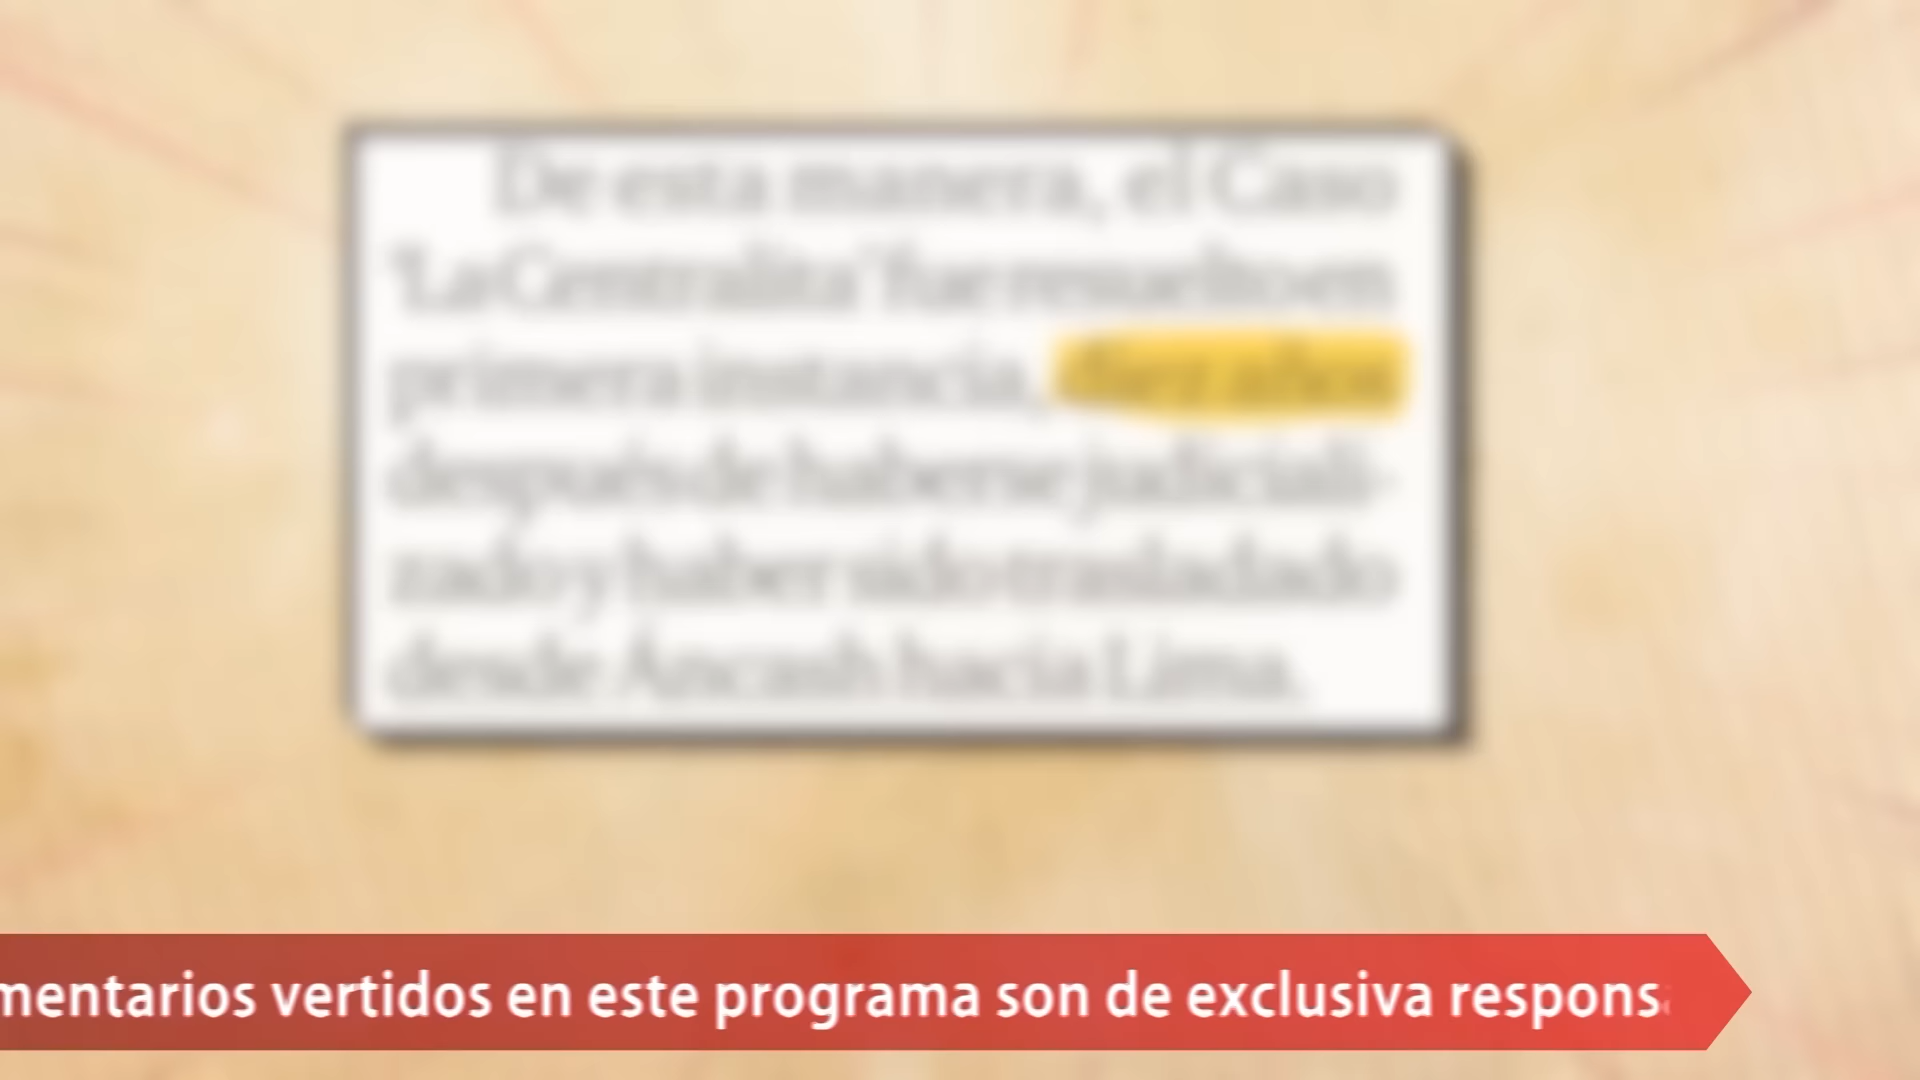 De esta manera, el Caso
'La Centralita' fue resuelto en
primera instancia, diez años
después de haberse judiciali-
zado y haber sido trasladado
desde Áncash hacia Lima.
mentarios vertidos en este programa son de exclusiva respons